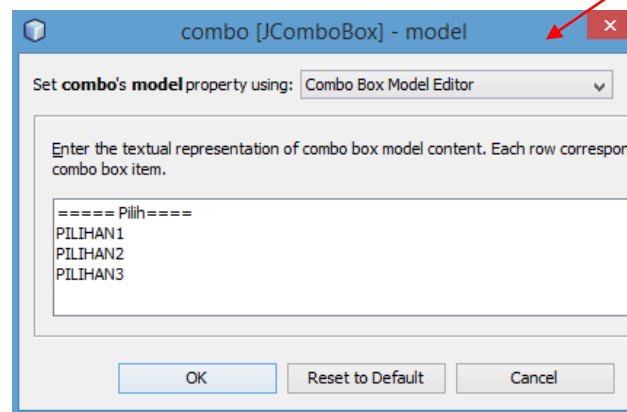 combo [JComboBox] - model
Set combo's model property using: Combo Box Model Editor
Enter the textual representation of combo box model content. Each row correspon
combo box item.
===== Pilih====
PILIHAN1
PILIHAN2
PILIHAN3
OK Reset to Default Cancel